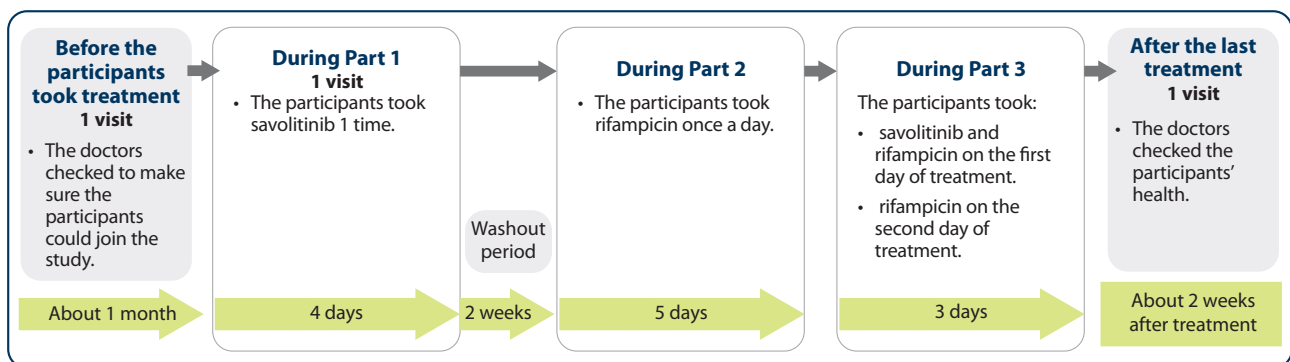 Before the
participants
took treatment
1 visit
• The doctors
checked to make
sure the
participants
could join the
study.
About 1 month
During Part 1
1 visit
• The participants took
savolitinib 1 time.
4 days
Washout
period
2 weeks
During Part 2
• The participants took
rifampicin once a day.
5 days
During Part 3
The participants took:
• savolitinib and
rifampicin on the first
day of treatment.
• rifampicin on the
second day of
treatment.
3 days
After the last
treatment
1 visit
• The doctors
checked the
participants’
health.
About 2 weeks
after treatment